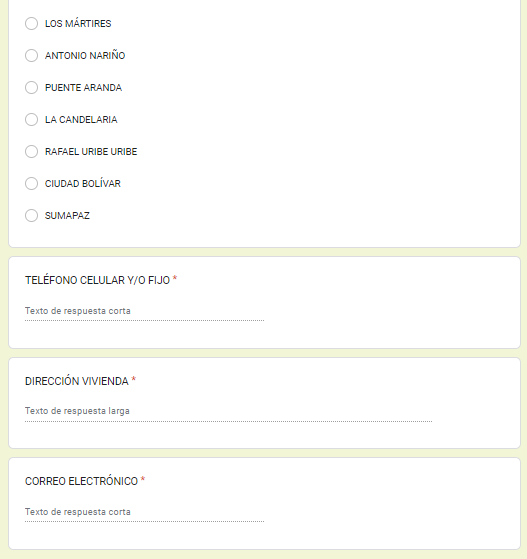 LOS MÁRTIRES
ANTONIO NARIÑO
PUENTE ARANDA
LA CANDELARIA
RAFAEL URIBE URIBE
CIUDAD BOLÍVAR
SUMAPAZ
TELÉFONO CELULAR Y/O FIJO *
Texto de respuesta corta
DIRECCIÓN VIVIENDA *
Texto de respuesta larga
CORREO ELECTRÓNICO *
Texto de respuesta corta